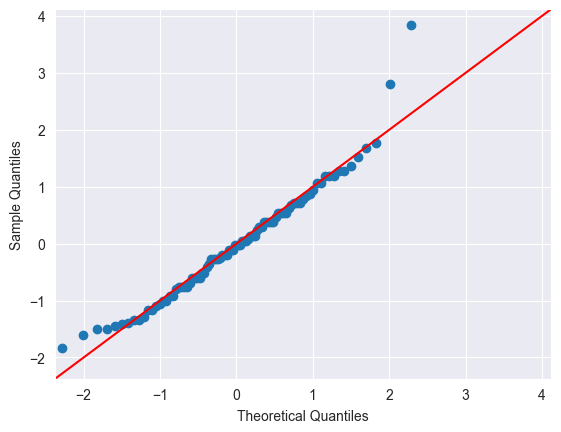 4
3
2
1
0
−1
−2
Sample Quantiles
−2 −1 0 1 2 3 4
Theoretical Quantiles